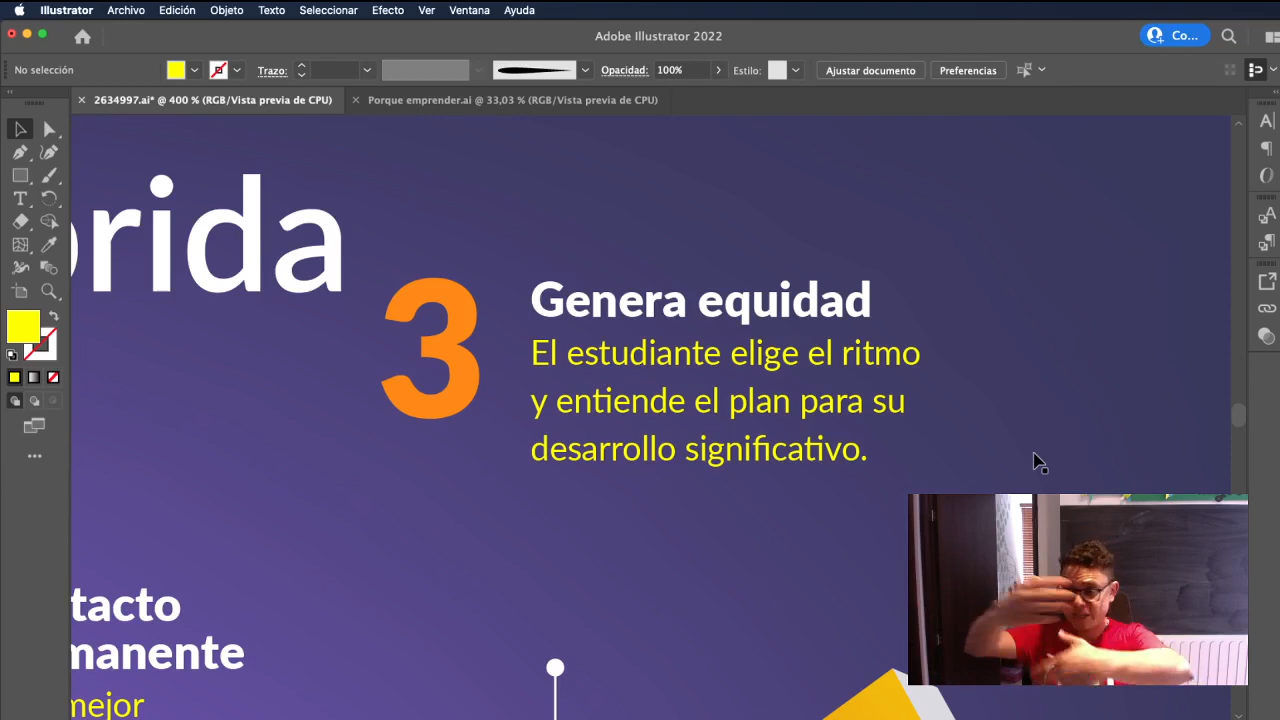 Illustrator Archivo Edición Objeto Texto Seleccionar Efecto Ver Ventana Ayuda
Adobe Illustrator 2022
Co...
No selección
Trazo:
Opacidad: 100%
Estilo:
Ajustar documento
Preferencias
2634997.ai* @ 400 % (RGB/Vista previa de CPU)
Porque emprender.ai @ 33,03 % (RGB/Vista previa de CPU)
orida
3
Genera equidad
El estudiante elige el ritmo
y entiende el plan para su
desarrollo significativo.
tacto
manente
mejor